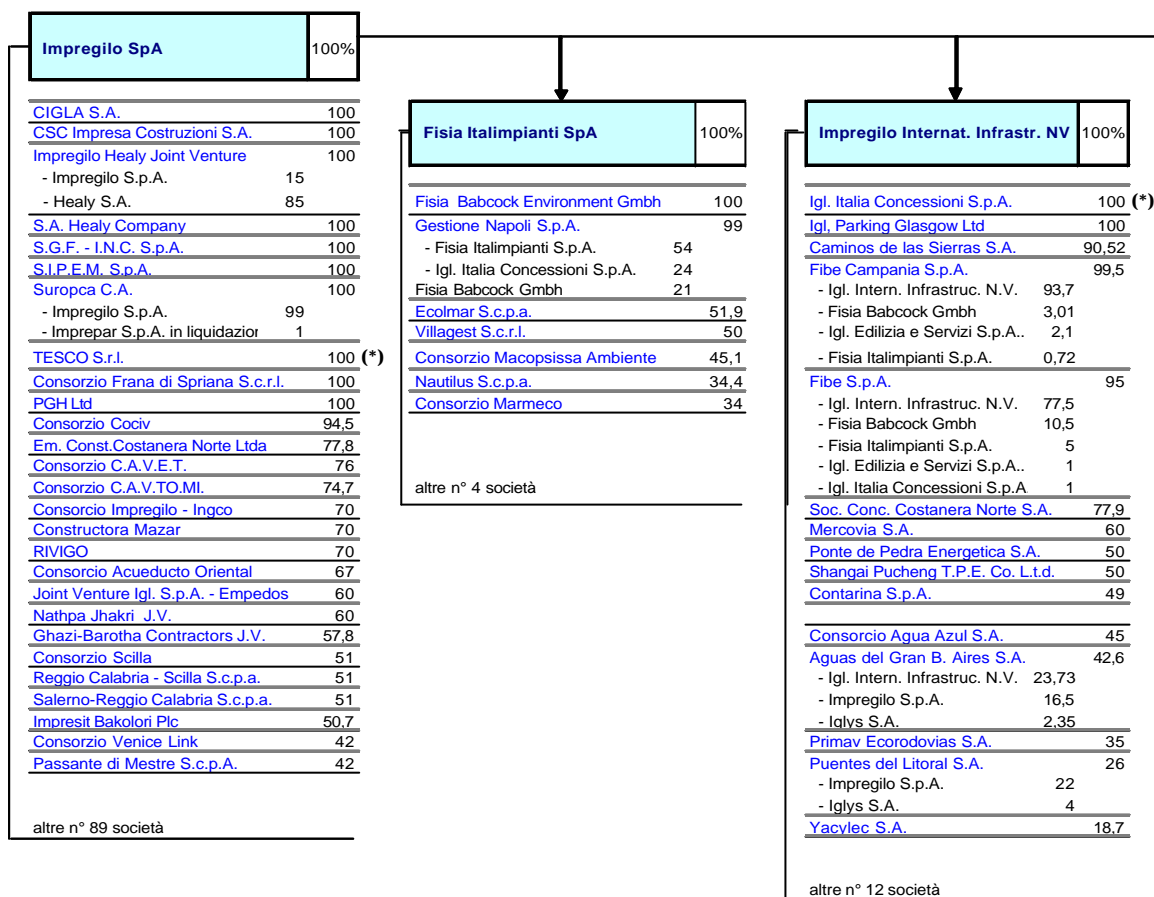 Impregilo SpA 100%
CIGLA S.A. 100
CSC Impresa Costruzioni S.A. 100
Impregilo Healy Joint Venture 100
- Impregilo S.p.A. 15
- Healy S.A. 85
S.A. Healy Company 100
S.G.F. - I.N.C. S.p.A. 100
S.I.P.E.M. S.p.A. 100
Suropca C.A. 100
- Impregilo S.p.A. 99
- Imprepar S.p.A. in liquidazior 1
TESCO S.r.l. 100 (*)
Consorzio Frana di Spriana S.c.r.l. 100
PGH Ltd 100
Consorzio Cociv 94,5
Em. Const.Costanera Norte Ltda 77,8
Consorzio C.A.V.E.T. 76
Consorzio C.A.V.TO.MI. 74,7
Consorcio Impregilo - Ingco 70
Constructora Mazar 70
RIVIGO 70
Consorcio Acueducto Oriental 67
Joint Venture Igl. S.p.A. - Empedos 60
Nathpa Jhakri J.V. 60
Ghazi-Barotha Contractors J.V. 57,8
Consorzio Scilla 51
Reggio Calabria - Scilla S.c.p.a. 51
Salerno-Reggio Calabria S.c.p.a. 51
Impresit Bakolori Plc 50,7
Consorzio Venice Link 42
Passante di Mestre S.c.p.A. 42
altre n° 89 società
Fisia Italimpianti SpA 100%
Fisia Babcock Environment Gmbh 100
Gestione Napoli S.p.A. 99
- Fisia Italimpianti S.p.A. 54
- Igl. Italia Concessioni S.p.A. 24
Fisia Babcock Gmbh 21
Ecolmar S.c.p.a. 51,9
Villagest S.c.r.l. 50
Consorzio Macopsissa Ambiente 45,1
Nautilus S.c.p.a. 34,4
Consorzio Marmeco 34
altre n° 4 società
Impregilo Internat. Infrastr. NV 100%
Igl. Italia Concessioni S.p.A. 100 (*)
Igl, Parking Glasgow Ltd 100
Caminos de las Sierras S.A. 90,52
Fibe Campania S.p.A. 99,5
- Igl. Intern. Infrastruc. N.V. 93,7
- Fisia Babcock Gmbh 3,01
- Igl. Edilizia e Servizi S.p.A.. 2,1
- Fisia Italimpianti S.p.A. 0,72
Fibe S.p.A. 95
- Igl. Intern. Infrastruc. N.V. 77,5
- Fisia Babcock Gmbh 10,5
- Fisia Italimpianti S.p.A. 5
- Igl. Edilizia e Servizi S.p.A.. 1
- Igl. Italia Concessioni S.p.A 1
Soc. Conc. Costanera Norte S.A. 77,9
Mercovia S.A. 60
Ponte de Pedra Energetica S.A. 50
Shangai Pucheng T.P.E. Co. L.t.d. 50
Contarina S.p.A. 49
Consorcio Agua Azul S.A. 45
Aguas del Gran B. Aires S.A. 42,6
- Igl. Intern. Infrastruc. N.V. 23,73
- Impregilo S.p.A. 16,5
- Iglys S.A. 2,35
Primav Ecorodovias S.A. 35
Puentes del Litoral S.A. 26
- Impregilo S.p.A. 22
- Iglys S.A. 4
Yacylec S.A. 18,7
altre n° 12 società